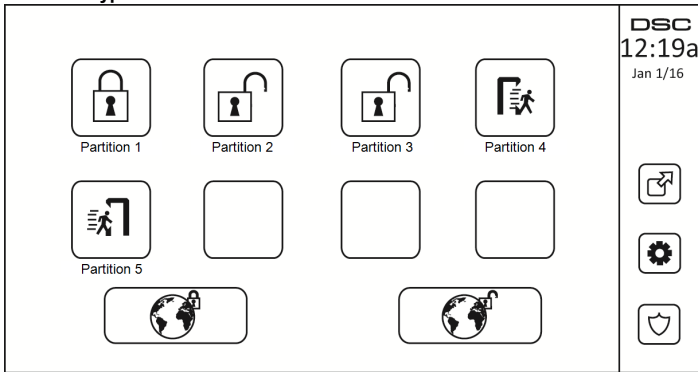 DSC
12:19a
Jan 1/16
Partition 1
Partition 2
Partition 3
Partition 4
Partition 5